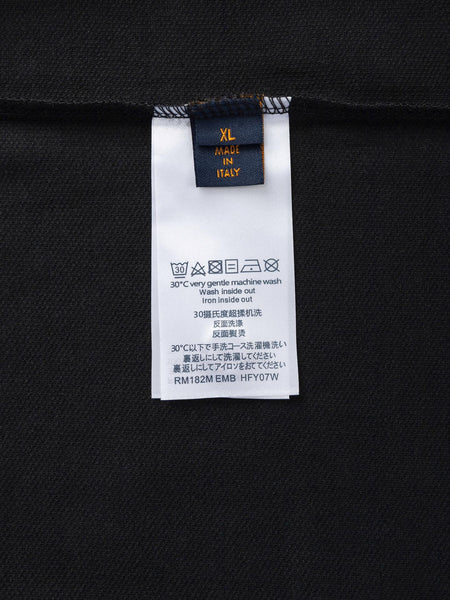 XL
MADE
IN
ITALY
30
30°C very gentle machine wash
Wash inside out
Iron inside out
30摄氏度超揉机洗
反面洗涤
反面熨烫
30℃以下で手洗コース洗濯機洗い
裏返しにして洗濯してください
裏返しにしてアイロンをおててください
RM182M EMB HFY07W